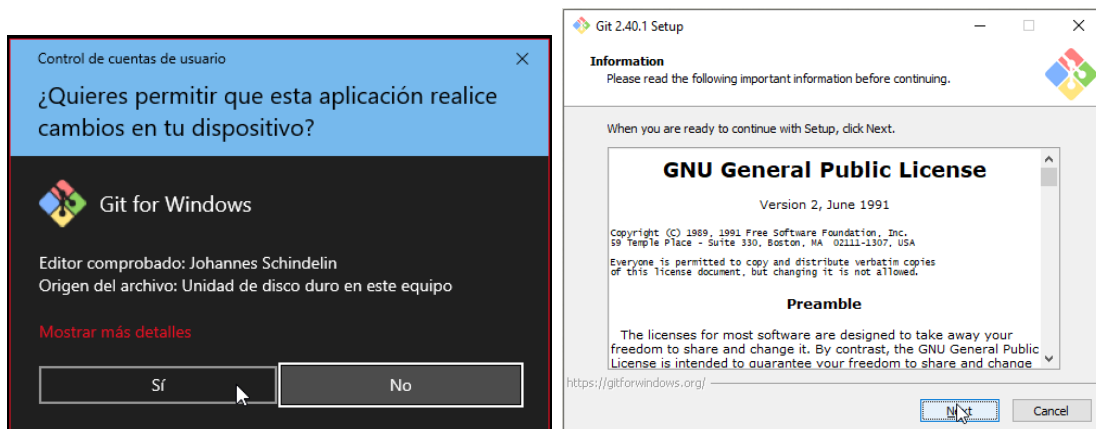 Control de cuentas de usuario
¿Quieres permitir que esta aplicación realice
cambios en tu dispositivo?
Git for Windows
Editor comprobado: Johannes Schindelin
Origen del archivo: Unidad de disco duro en este equipo
Mostrar más detalles
Sí
No
Git 2.40.1 Setup
Information
Please read the following important information before continuing.
When you are ready to continue with Setup, click Next.
GNU General Public License
Version 2, June 1991
Copyright (C) 1989, 1991 Free Software Foundation, Inc.
59 Temple Place - Suite 330, Boston, MA 02111-1307, USA
Everyone is permitted to copy and distribute verbatim copies
of this license document, but changing it is not allowed.
Preamble
The licenses for most software are designed to take away your
freedom to share and change it. By contrast, the GNU General Public
License is intended to guarantee your freedom to share and change
https://gitforwindows.org/
Next
Cancel